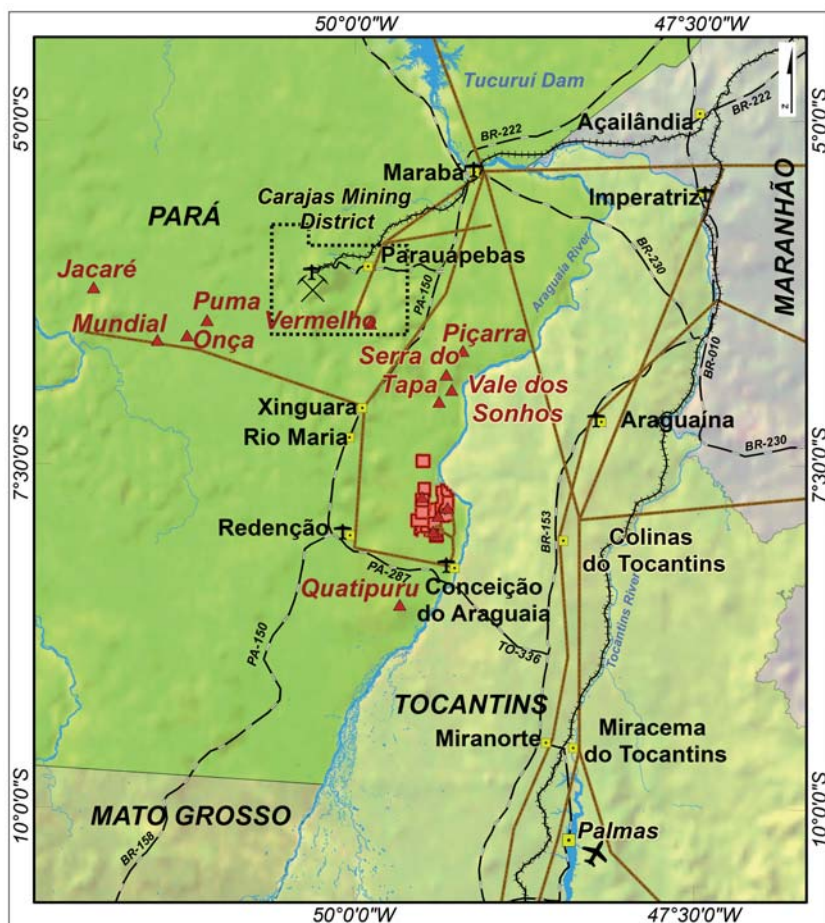 50°0'0"W
47°30'0"W
Tucuruí Dam
5°0'0"S
5°0'0"S
BR-222
BR-222
Açailândia
z
Marabá
Imperatriz
MARANHÃO
Carajas Mining
District
PARÁ
Parauapebas
Araguaia River
BR-230
PA-150
Jacaré
Puma
Mundial
Onça
Vermelho
Piçarra
BR-010
Serra do
Tapa
Vale dos
Sonhos
Xinguara
Rio Maria
Araguaína
BR-230
7°30'0"S
7°30'0"S
Redenção
BR-153
Colinas
do Tocantins
PA-287
Conceição
do Araguaia
Quatipuru
Tocantins River
PA-150
TO-336
TOCANTINS
Miranorte
Miracema
do Tocantins
10°0'0"S
10°0'0"S
MATO GROSSO
BR-158
Palmas
50°0'0"W
47°30'0"W